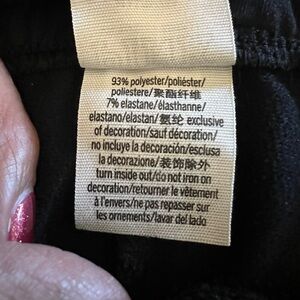 93% polyester/poliéster/
poliestere/聚酯纤维
7% elastane/élasthanne/
elastano/elastan/氨纶 exclusive
of decoration/sauf décoration/
no incluye la decoración/esclusa
la decorazione/装饰除外
turn inside out/do not iron on
decoration/retourner le vêtement
à l'envers/ne pas repasser sur
les ornements/lavar del lado